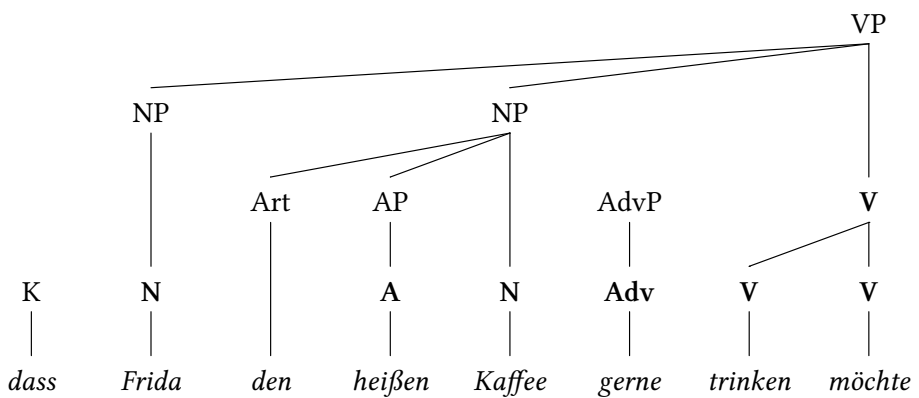 VP
NP NP
Art AP AdvP V
K N A N Adv V V
dass Frida den heißen Kaffee gerne trinken möchte